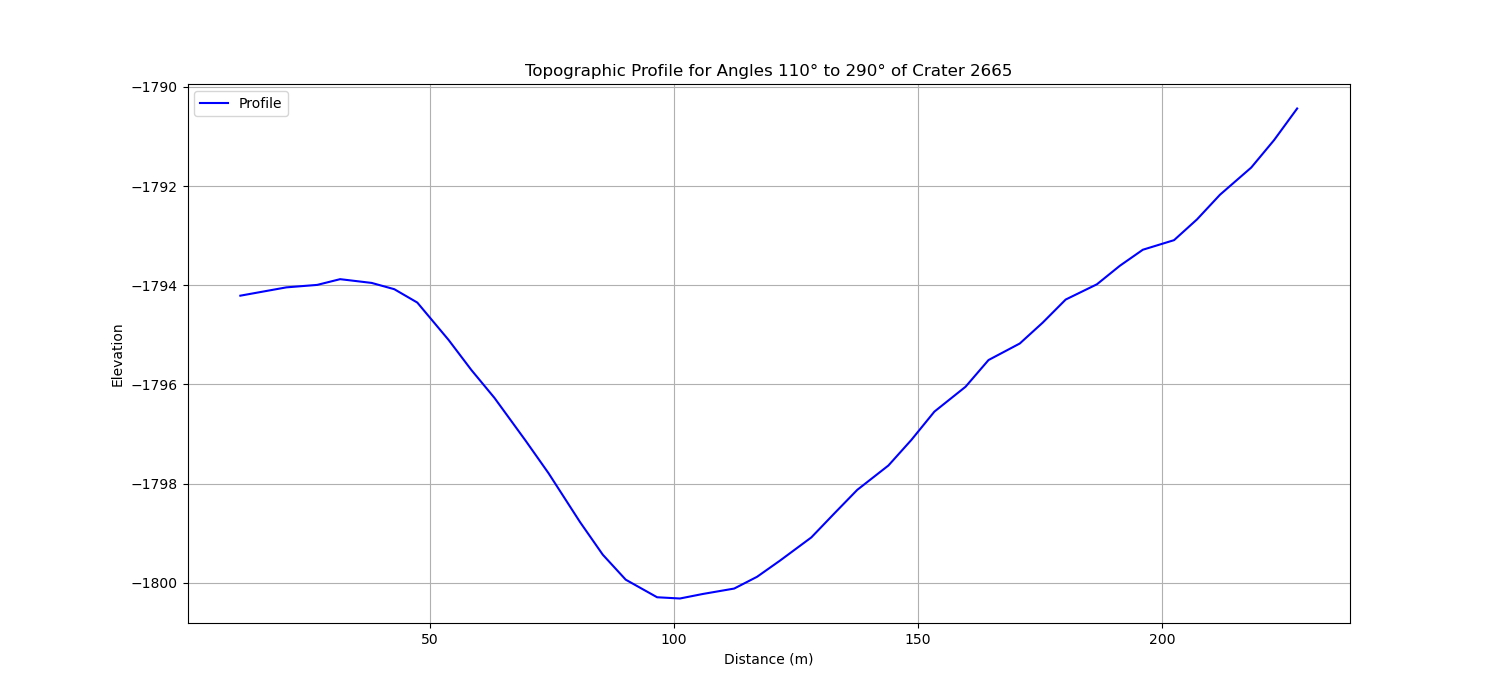 Topographic Profile for Angles 110° to 290° of Crater 2665
Profile
Elevation
−1790
−1792
−1794
−1796
−1798
−1800
50 100 150 200
Distance (m)